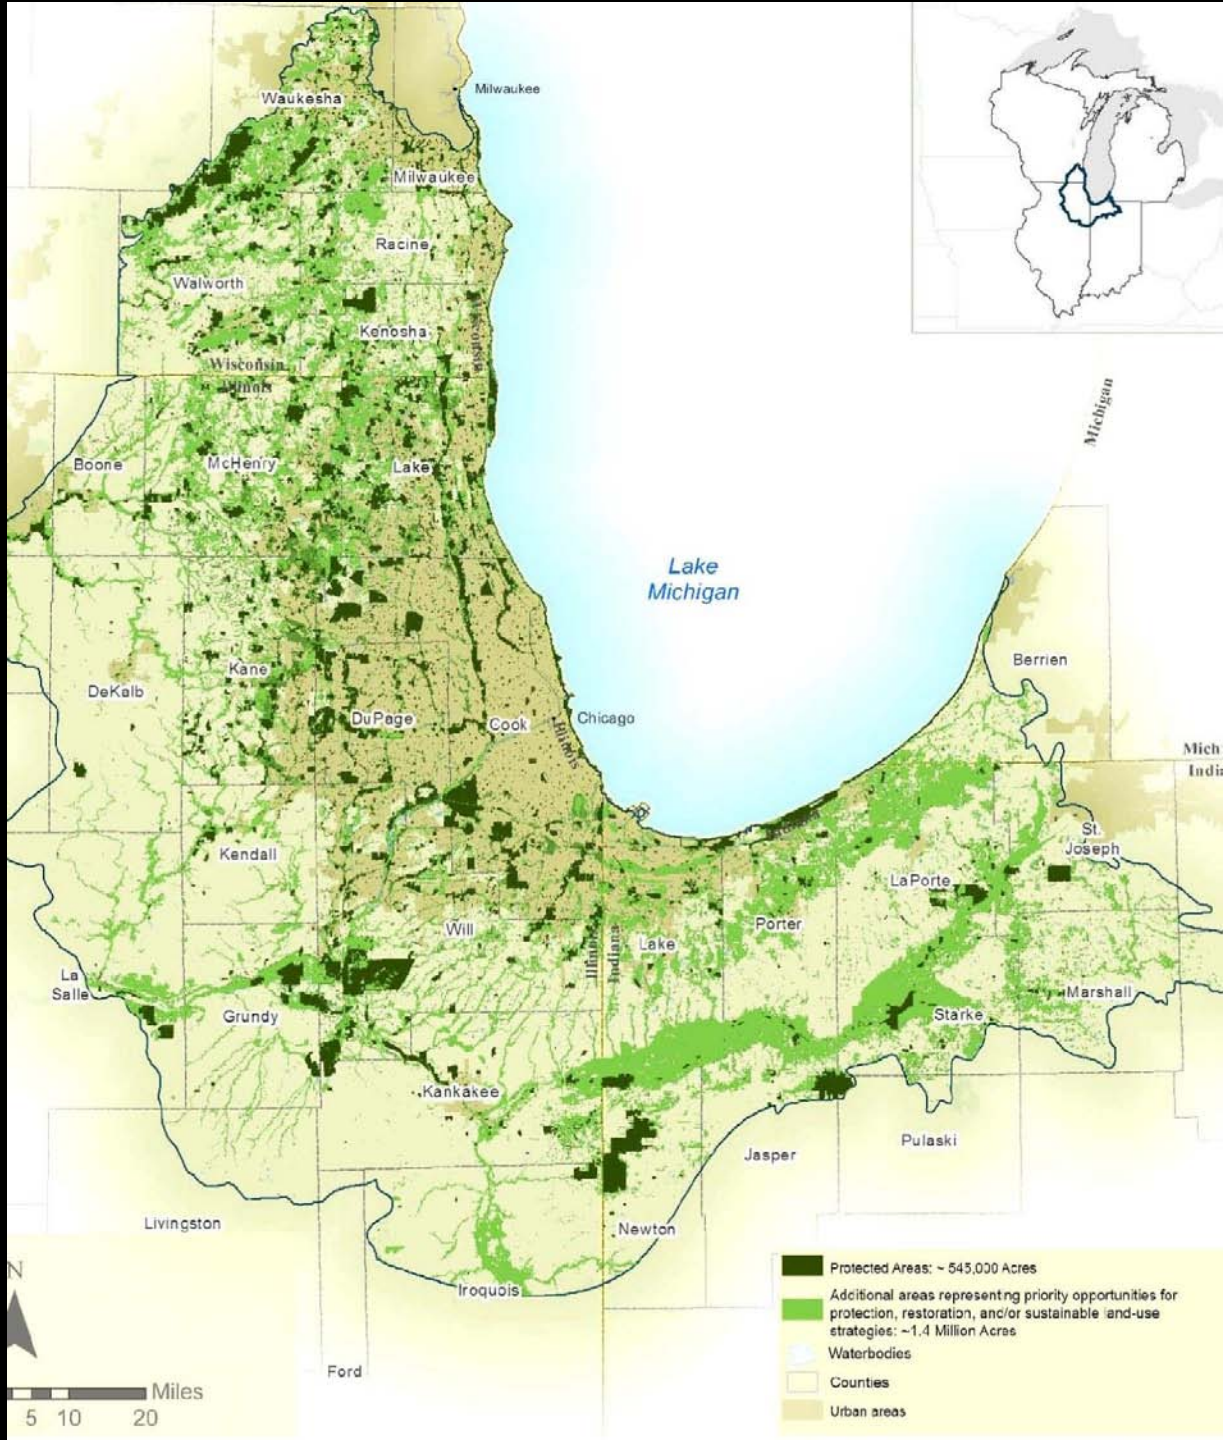 Milwaukee
Waukesha
Milwaukee
Racine
Walworth
Kenosha
Wisconsin
Illinois
Michigan
Boone
McHenry
Lake
Lake
Michigan
Berrien
Kane
DeKalb
DuPage
Cook
Chicago
Illinois
Mich
India
St.
Joseph
Kendall
LaPorte
Will
Porter
Lake
Illinois
Indiana
La
Salle
Grundy
Marshall
Starke
Kankakee
Pulaski
Jasper
Livingston
Newton
Iroquois
Ford
N
Miles
5 10 20
Protected Areas: ~ 545,000 Acres
Additional areas representing priority opportunities for
protection, restoration, and/or sustainable land-use
strategies: ~1.4 Million Acres
Waterbodies
Counties
Urban areas